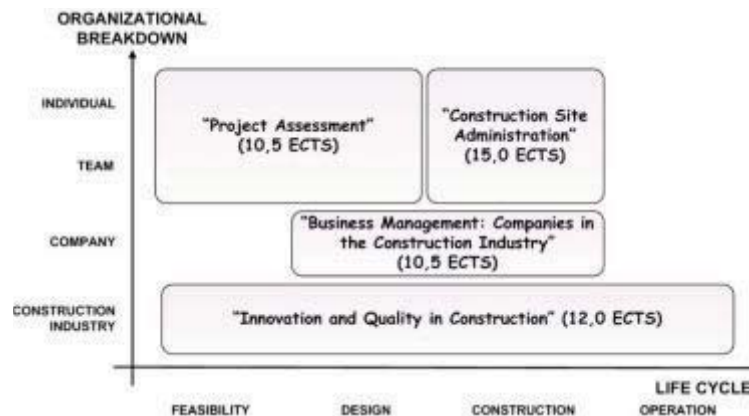 ORGANIZATIONAL
BREAKDOWN
INDIVIDUAL
TEAM
"Project Assessment"
(10,5 ECTS)
"Construction Site
Administration"
(15,0 ECTS)
COMPANY
"Business Management: Companies in
the Construction Industry"
(10,5 ECTS)
CONSTRUCTION
INDUSTRY
"Innovation and Quality in Construction" (12,0 ECTS)
LIFE CYCLE
FEASIBILITY
DESIGN
CONSTRUCTION
OPERATION